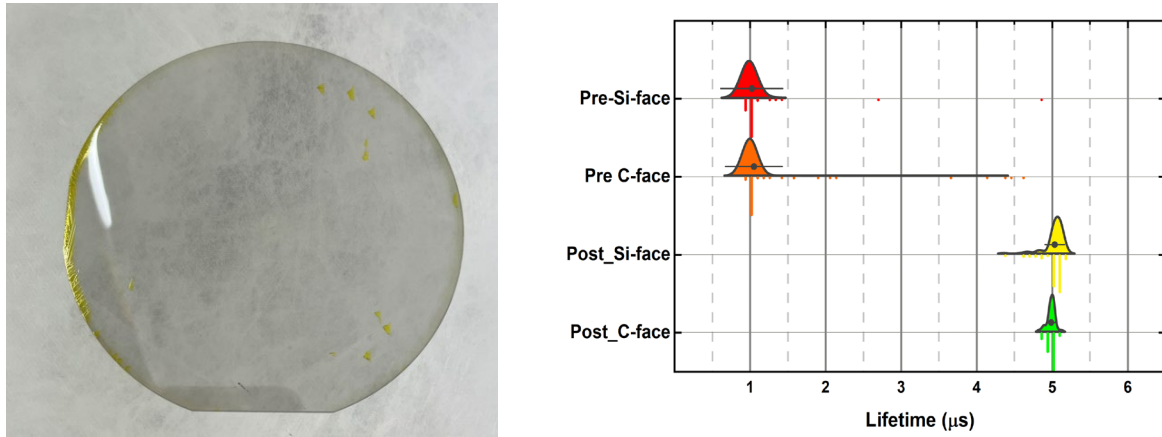 Pre-Si-face
Pre C-face
Post_Si-face
Post_C-face
1 2 3 4 5 6
Lifetime (μs)